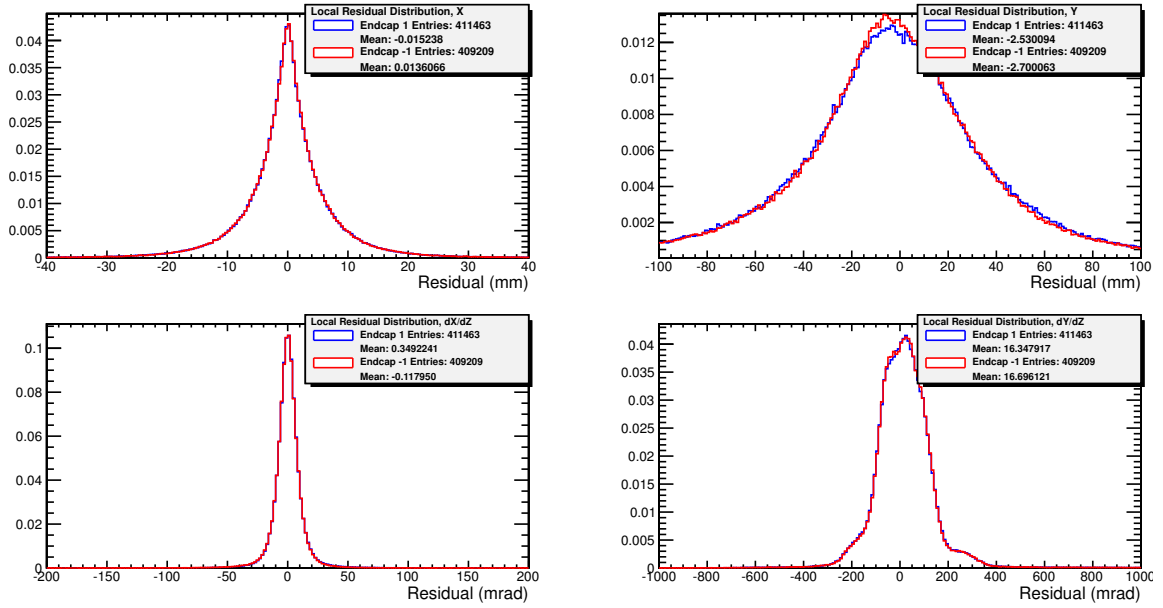 Local Residual Distribution, X
Endcap 1 Entries: 411463
Mean: -0.015238
Endcap -1 Entries: 409209
Mean: 0.0136066
0.04
0.035
0.03
0.025
0.02
0.015
0.01
0.005
0
-40 -30 -20 -10 0 10 20 30 40
Residual (mm)
Local Residual Distribution, Y
Endcap 1 Entries: 411463
Mean: -2.530094
Endcap -1 Entries: 409209
Mean: -2.700063
0.012
0.01
0.008
0.006
0.004
0.002
-100 -80 -60 -40 -20 0 20 40 60 80 100
Residual (mm)
Local Residual Distribution, dX/dZ
Endcap 1 Entries: 411463
Mean: 0.3492241
Endcap -1 Entries: 409209
Mean: -0.117950
0.1
0.08
0.06
0.04
0.02
0
-200 -150 -100 -50 0 50 100 150 200
Residual (mrad)
Local Residual Distribution, dY/dZ
Endcap 1 Entries: 411463
Mean: 16.347917
Endcap -1 Entries: 409209
Mean: 16.696121
0.04
0.035
0.03
0.025
0.02
0.015
0.01
0.005
0
-1000 -800 -600 -400 -200 0 200 400 600 800 1000
Residual (mrad)